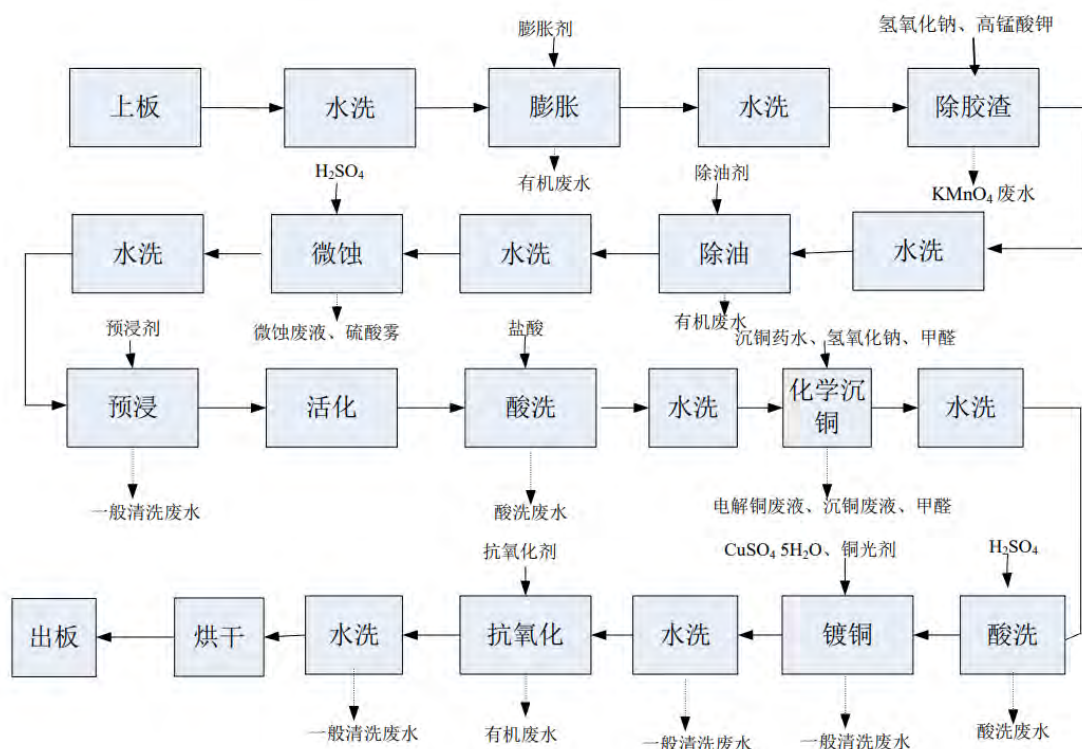 膨胀剂
氢氧化钠、高锰酸钾
上板
水洗
膨胀
水洗
除胶渣
有机废水
KMnO₄ 废水
H₂SO₄
除油剂
水洗
微蚀
水洗
除油
水洗
微蚀废液、硫酸雾
有机废水
预浸剂
盐酸
沉铜药水、氢氧化钠、甲醛
预浸
活化
酸洗
水洗
化学沉
铜
水洗
一般清洗废水
酸洗废水
电解铜废液、沉铜废液、甲醛
抗氧化剂
CuSO₄ 5H₂O、铜光剂
H₂SO₄
出板
烘干
水洗
抗氧化
水洗
镀铜
酸洗
一般清洗废水
有机废水
一般清洗废水
一般清洗废水
酸洗废水